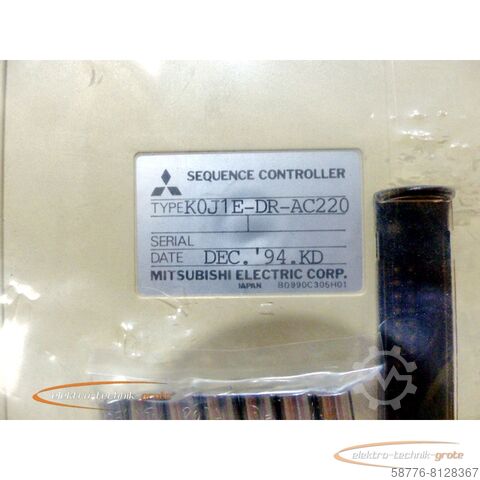 SEQUENCE CONTROLLER
TYPE K0J1E-DR-AC220
SERIAL
DATE DEC.'94.KD
MITSUBISHI ELECTRIC CORP.
JAPAN BD990C305H01
elektro-technik-grote
elektro-technik-grote
58776-8128367